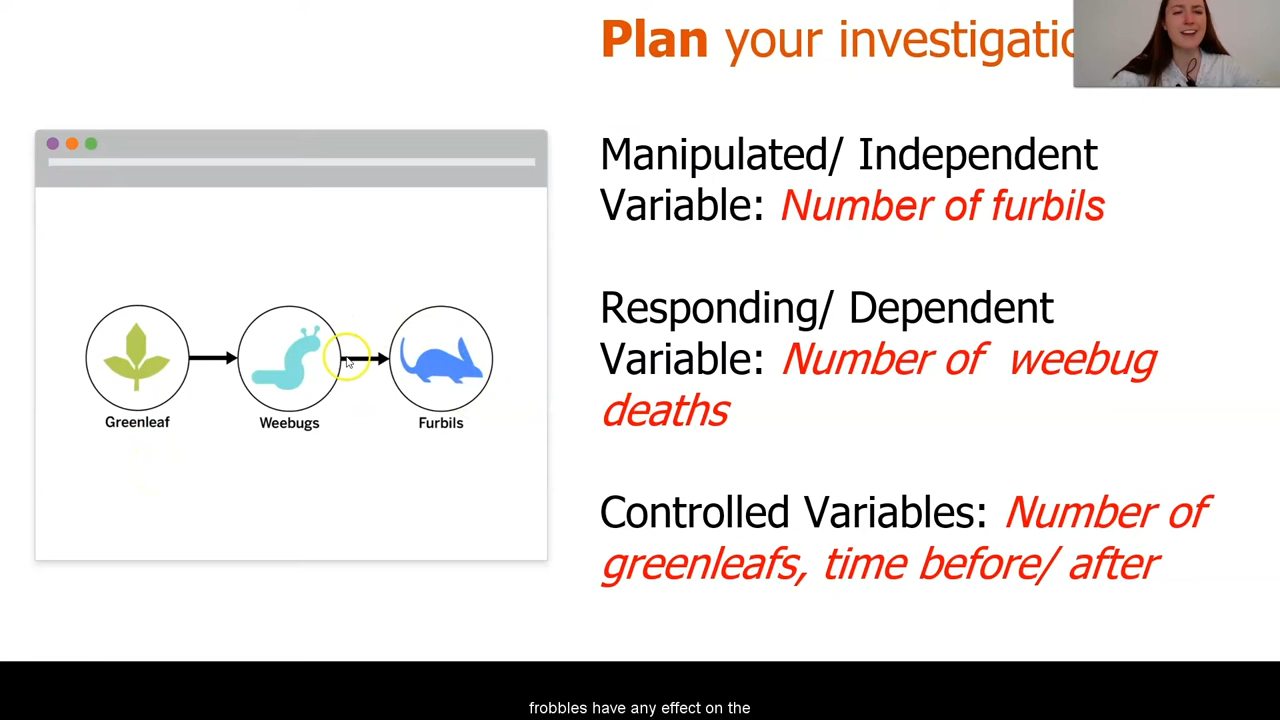 Plan your investigatio
Manipulated/ Independent
Variable: Number of furbils
Responding/ Dependent
Variable: Number of weebug
deaths
Controlled Variables: Number of
greenleafs, time before/ after
Greenleaf
Weebugs
Furbils
frobbles have any effect on the